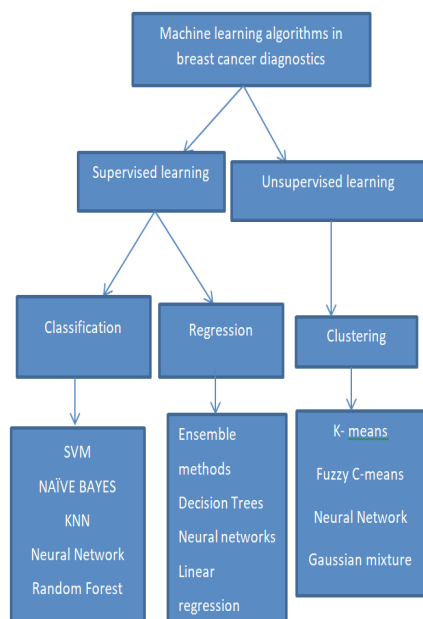 Machine learning algorithms in
breast cancer diagnostics
Supervised learning
Unsupervised learning
Classification
Regression
Clustering
SVM
NAÏVE BAYES
KNN
Neural Network
Random Forest
Ensemble
methods
Decision Trees
Neural networks
Linear
regression
K- means
Fuzzy C-means
Neural Network
Gaussian mixture